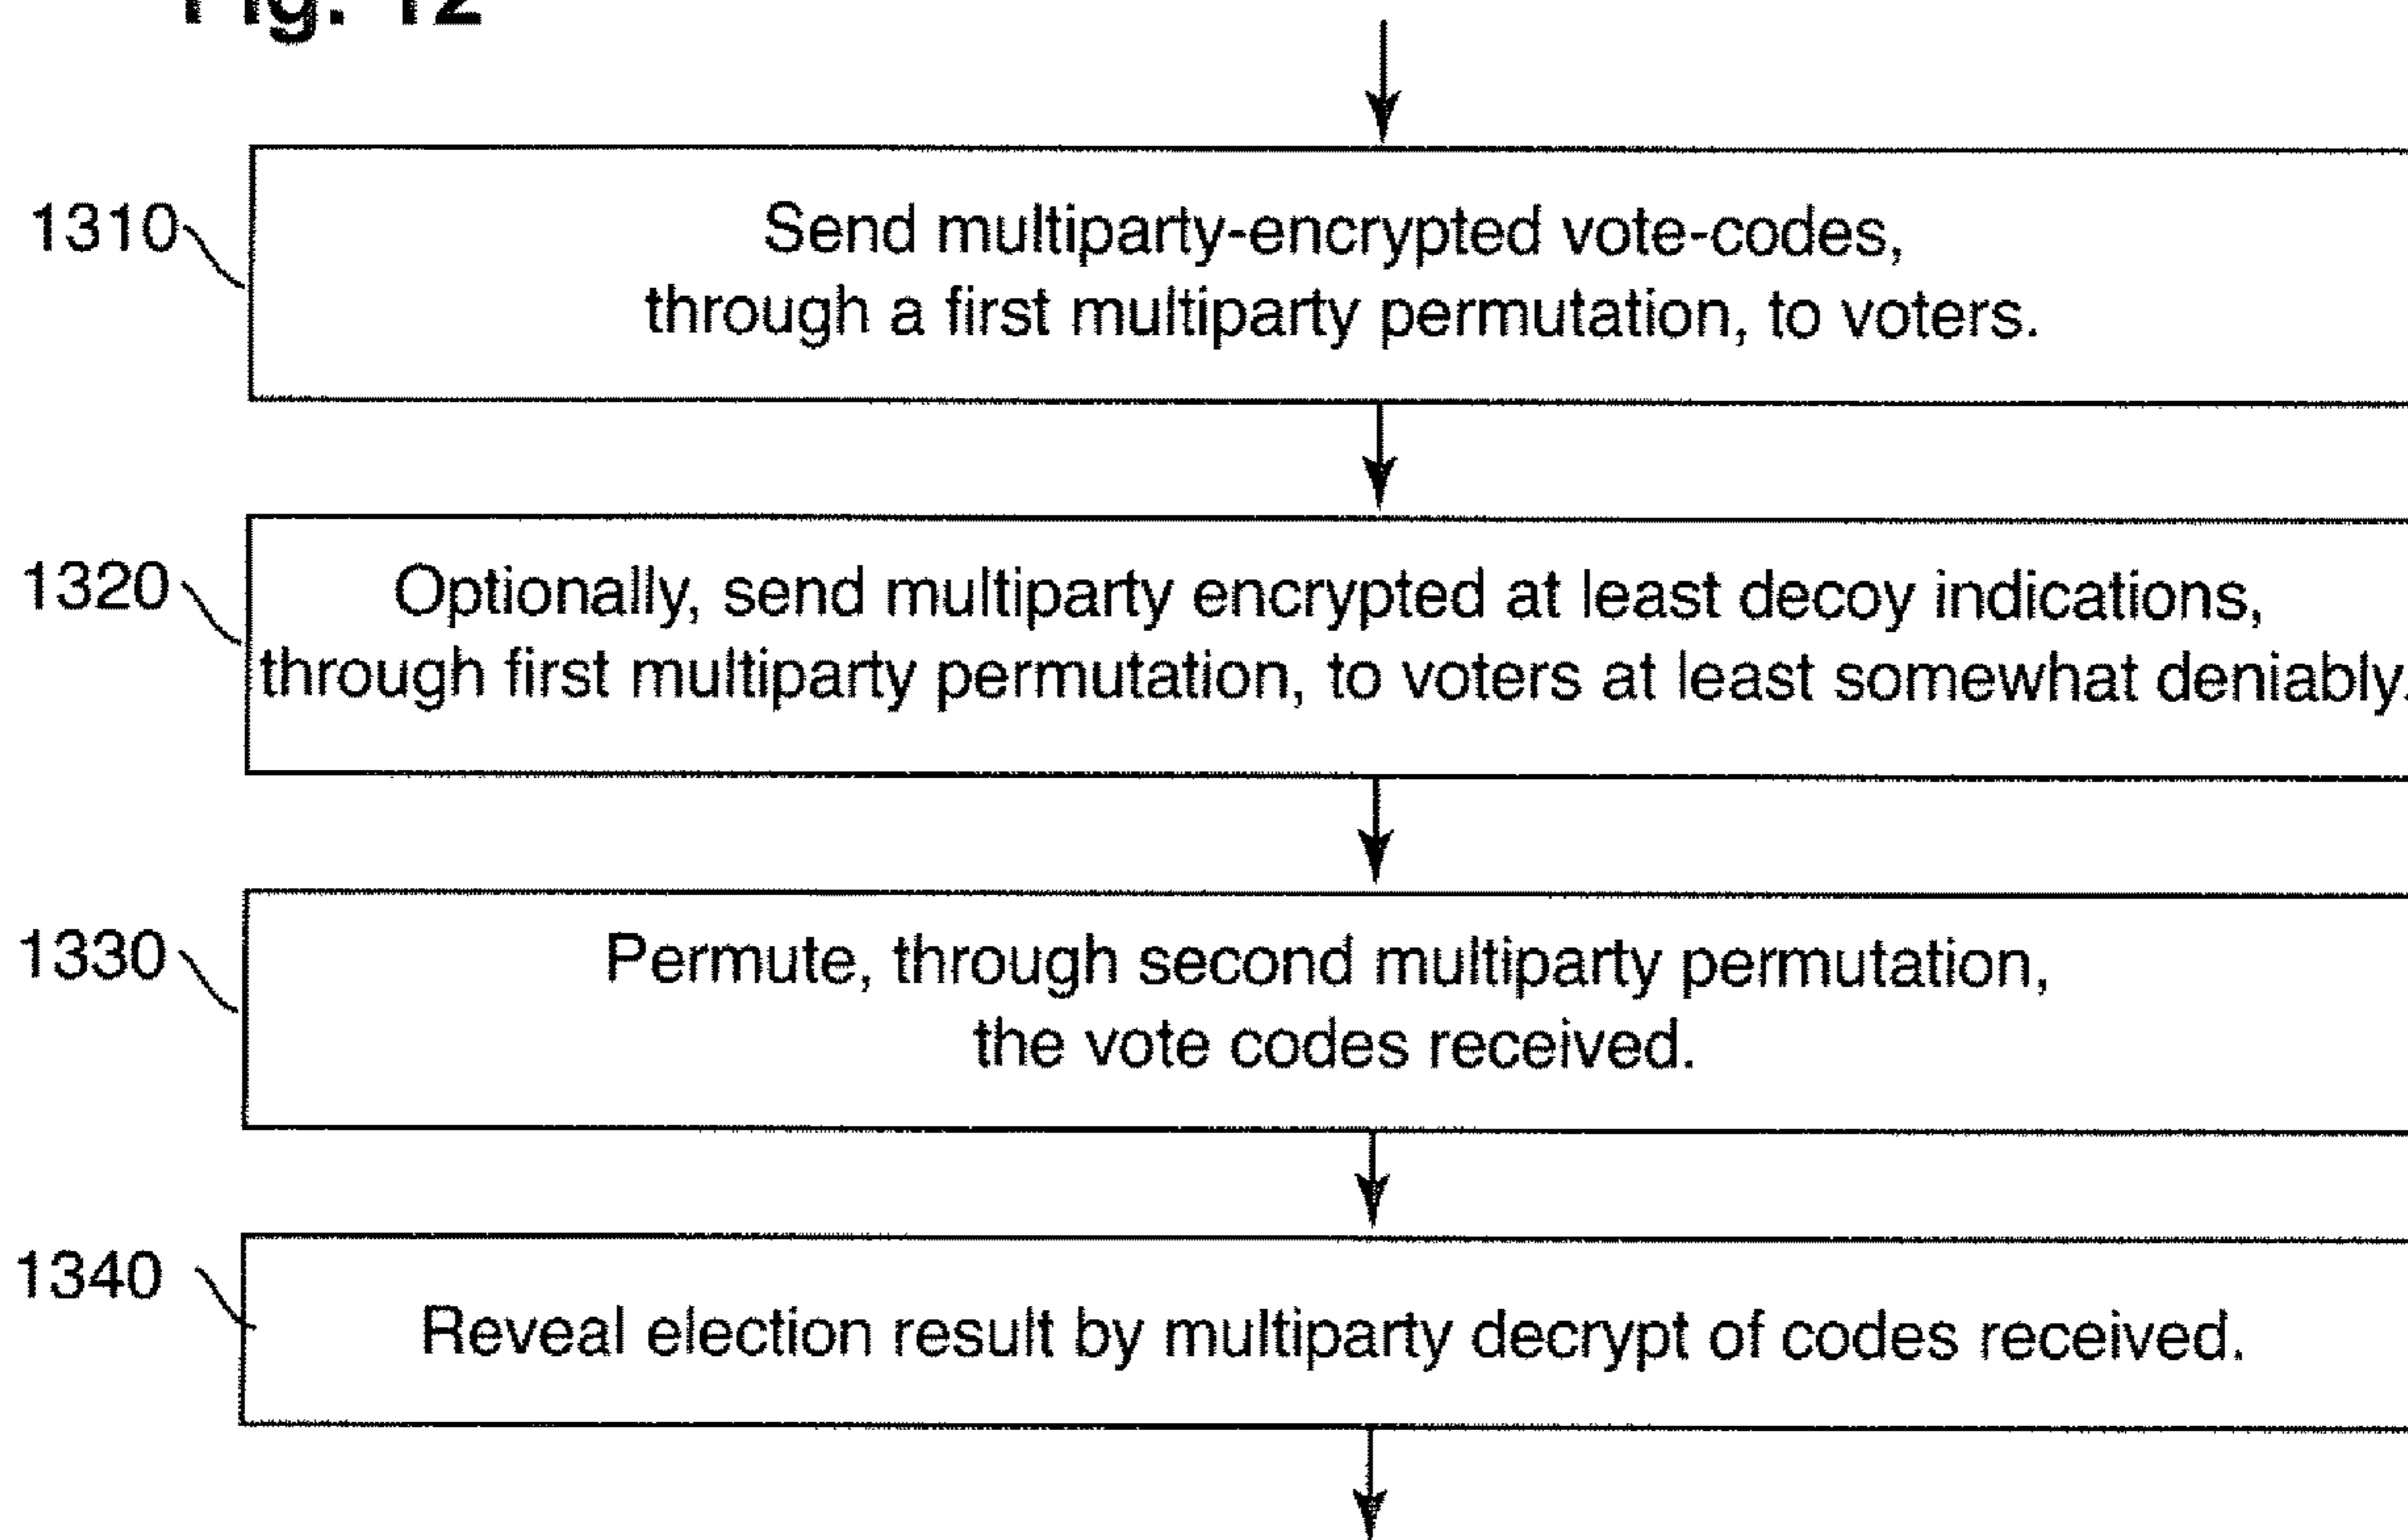 Fig. 12
1310
Send multiparty-encrypted vote-codes,
through a first multiparty permutation, to voters.
1320
Optionally, send multiparty encrypted at least decoy indications,
through first multiparty permutation, to voters at least somewhat deniably.
1330
Permute, through second multiparty permutation,
the vote codes received.
1340
Reveal election result by multiparty decrypt of codes received.